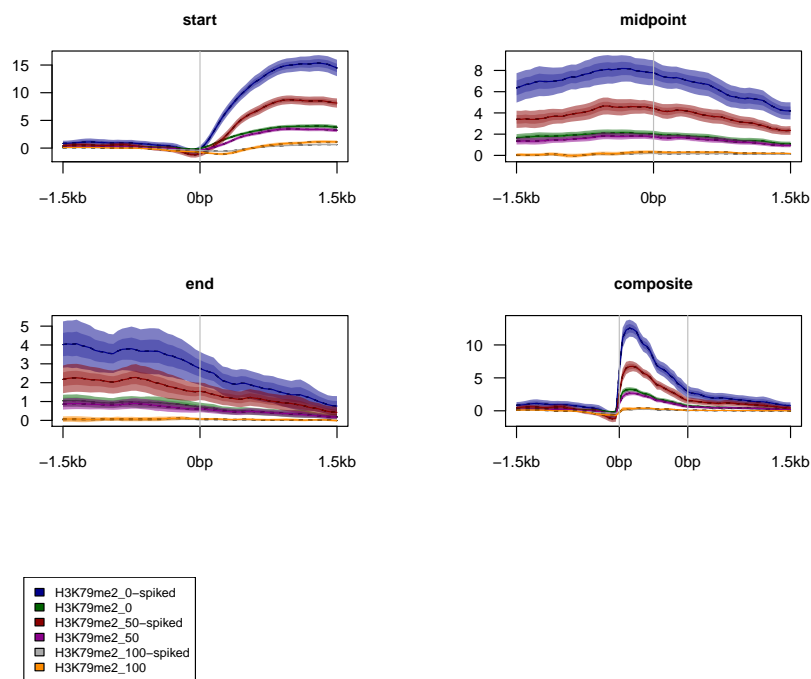 start
15
10
5
0
−1.5kb 0bp 1.5kb
midpoint
8
6
4
2
0
−1.5kb 0bp 1.5kb
end
5
4
3
2
1
0
−1.5kb 0bp 1.5kb
composite
10
5
0
−1.5kb 0bp 0bp 1.5kb
H3K79me2_0−spiked
H3K79me2_0
H3K79me2_50−spiked
H3K79me2_50
H3K79me2_100−spiked
H3K79me2_100